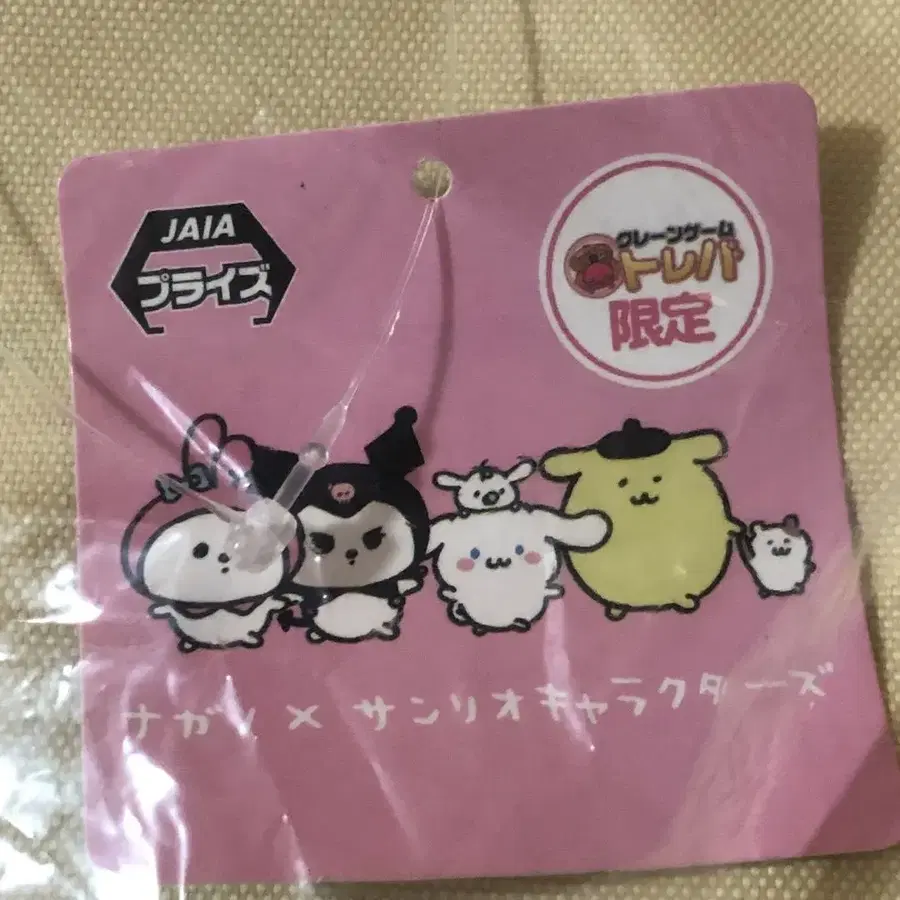 JAIA
プライズ
クレーンゲーム
トレバ
限定
ナガノ × サンリオキャラクターズ